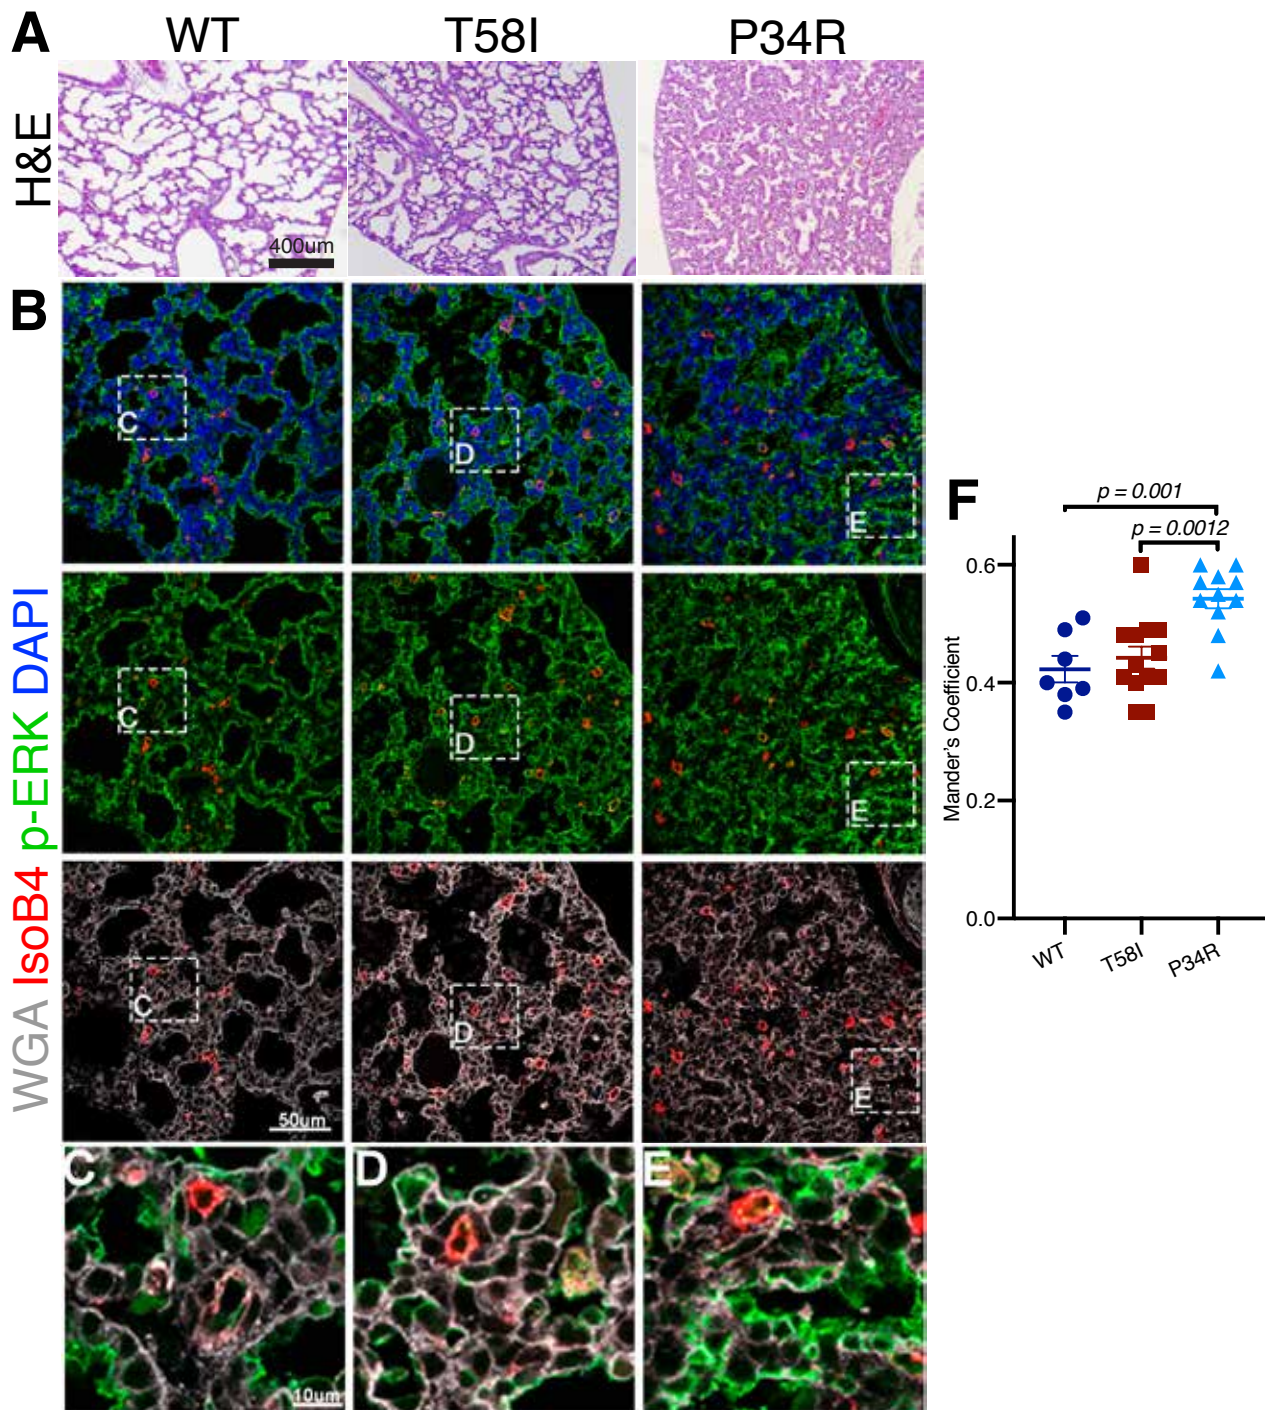 A
WT
T58I
P34R
H&E
400um
B
C
D
E
WGA IsoB4 p-ERK DAPI
C
D
E
C
D
E
50um
C
D
E
10um
F
p = 0.001
p = 0.0012
Mander's Coefficient
0.6
0.4
0.2
0.0
WT
T58I
P34R